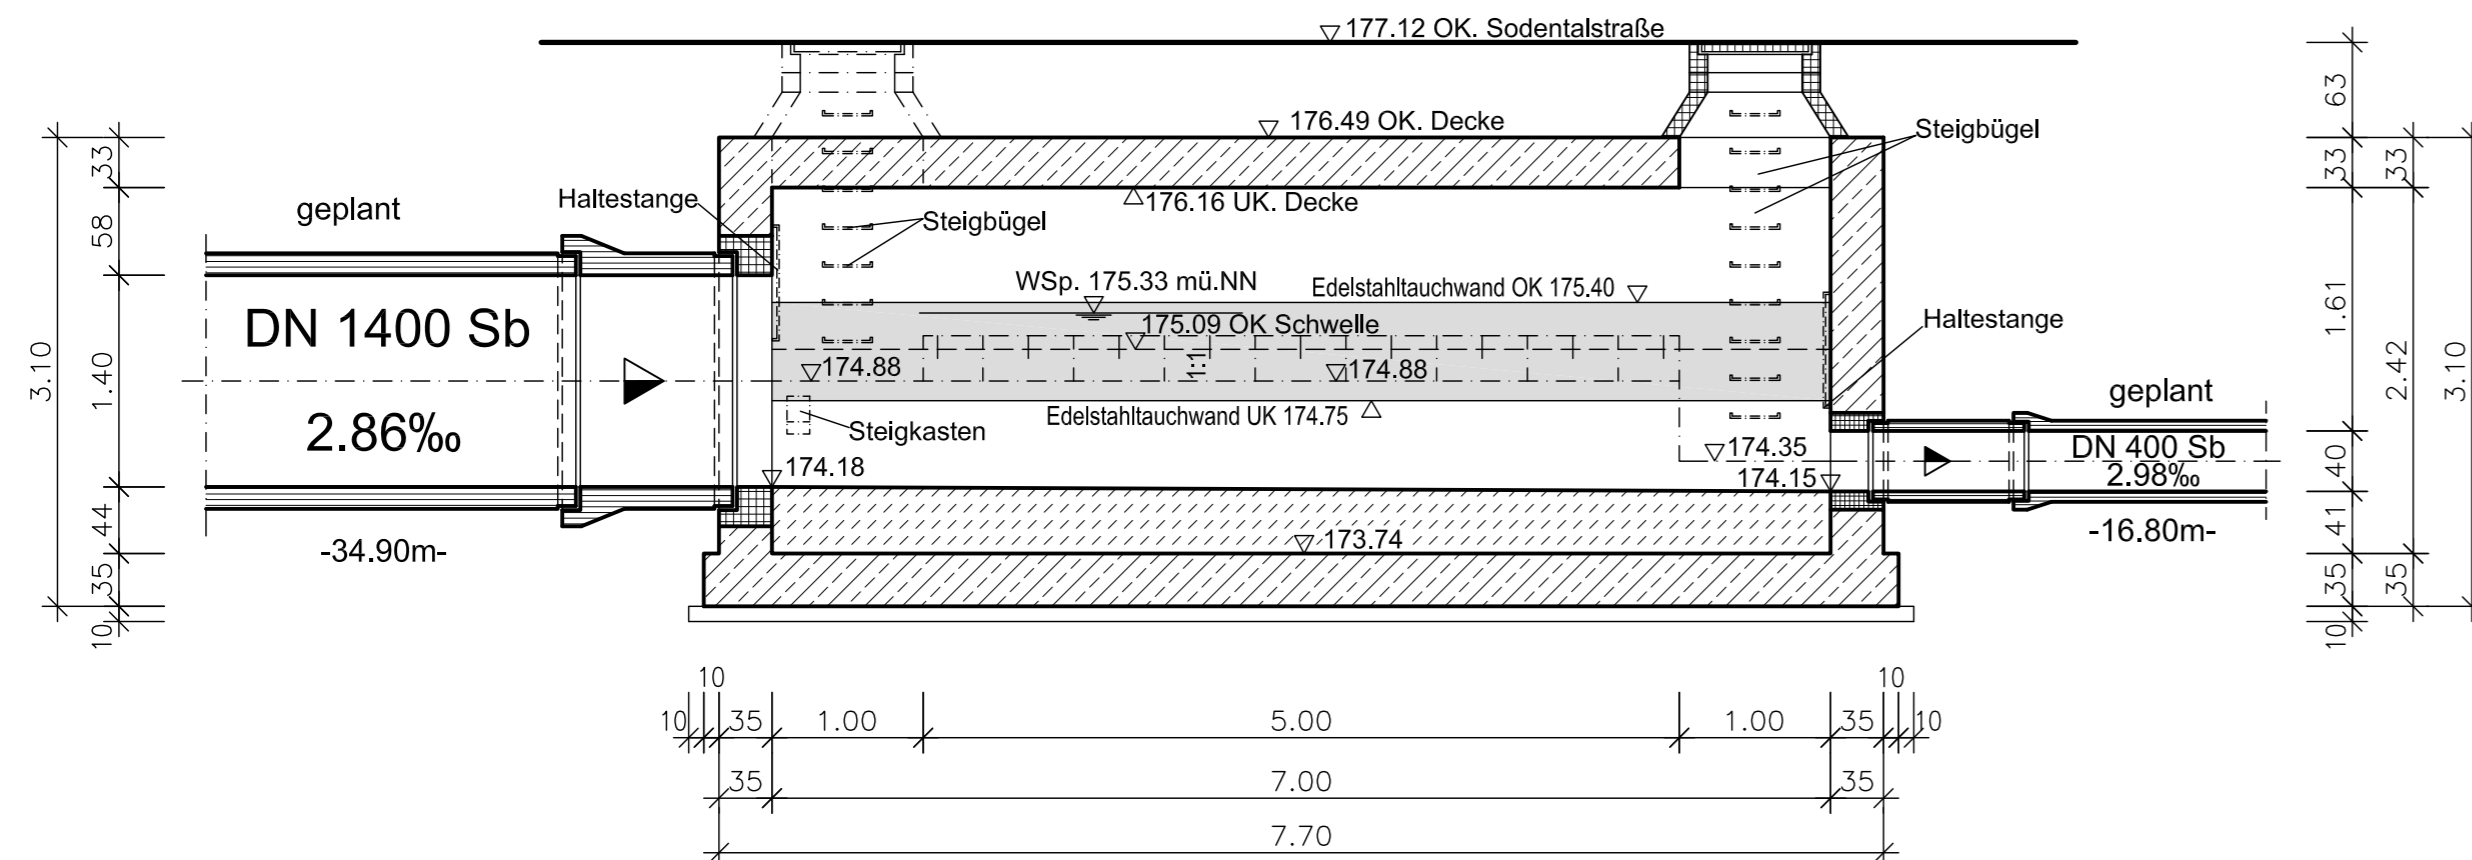 177.12 OK. Sodentalstraße
176.49 OK. Decke
Steigbügel
Haltestange
176.16 UK. Decke
Steigbügel
geplant
WSp. 175.33 mü.NN
Edelstahltauchwand OK 175.40
175.09 OK Schwelle
Haltestange
DN 1400 Sb
174.88
1:1
174.88
2.86‰
Edelstahltauchwand UK 174.75
Steigkasten
geplant
174.18
174.35
174.15
DN 400 Sb
2.98‰
-34.90m-
173.74
-16.80m-
3.10
33
58
1.40
44
35
10
63
33
1.61
40
41
35
10
33
2.42
35
3.10
10
10
10
35
1.00
5.00
1.00
35
10
35
7.00
35
7.70